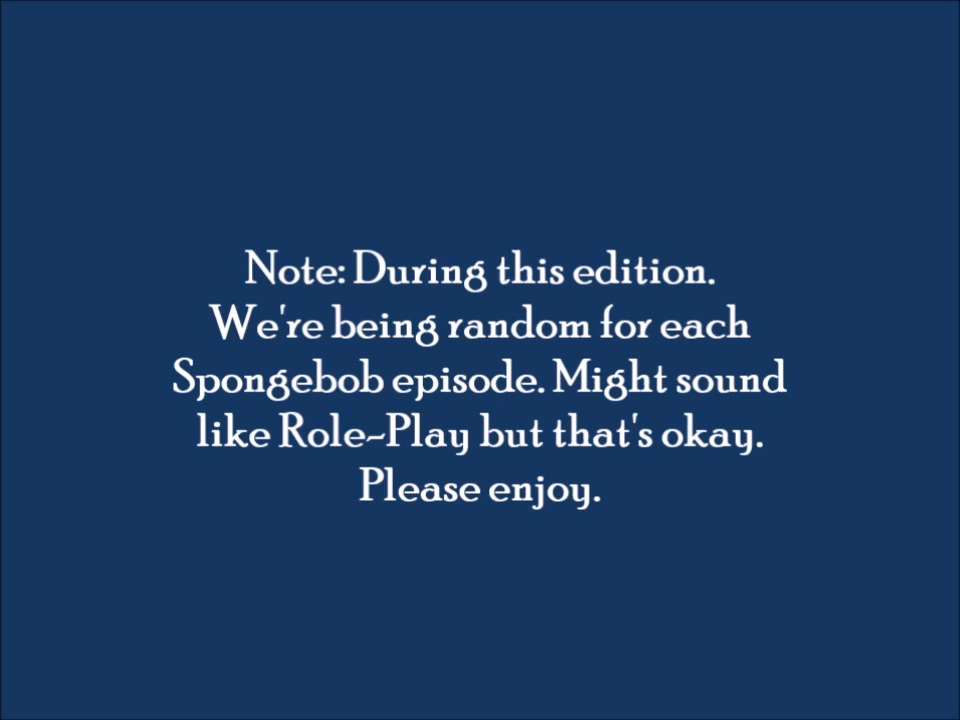 Note: During this edition.
We're being random for each
Spongebob episode. Might sound
like Role-Play but that's okay.
Please enjoy.